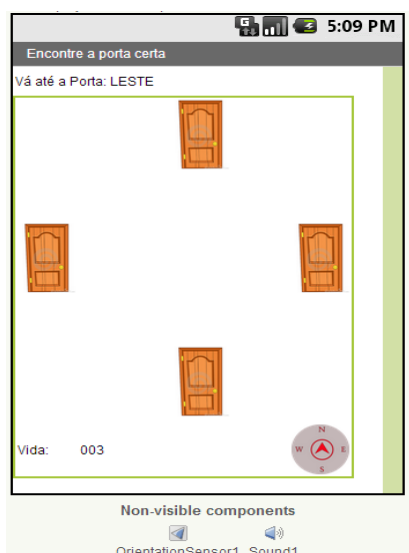 5:09 PM
Encontre a porta certa
Vá até a Porta: LESTE
N
W E
S
Vida: 003
Non-visible components
OrientationSensor1 Sound1